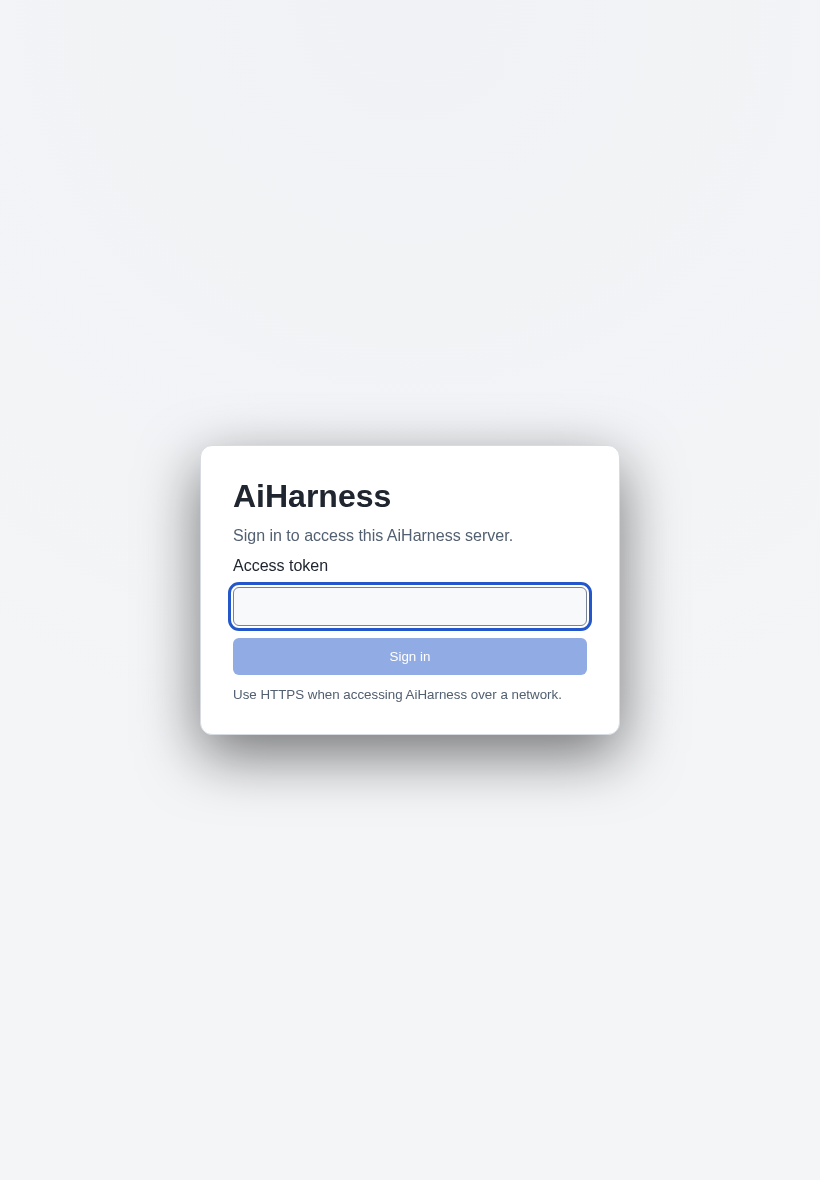 AiHarness
Sign in to access this AiHarness server.
Access token
Sign in
Use HTTPS when accessing AiHarness over a network.